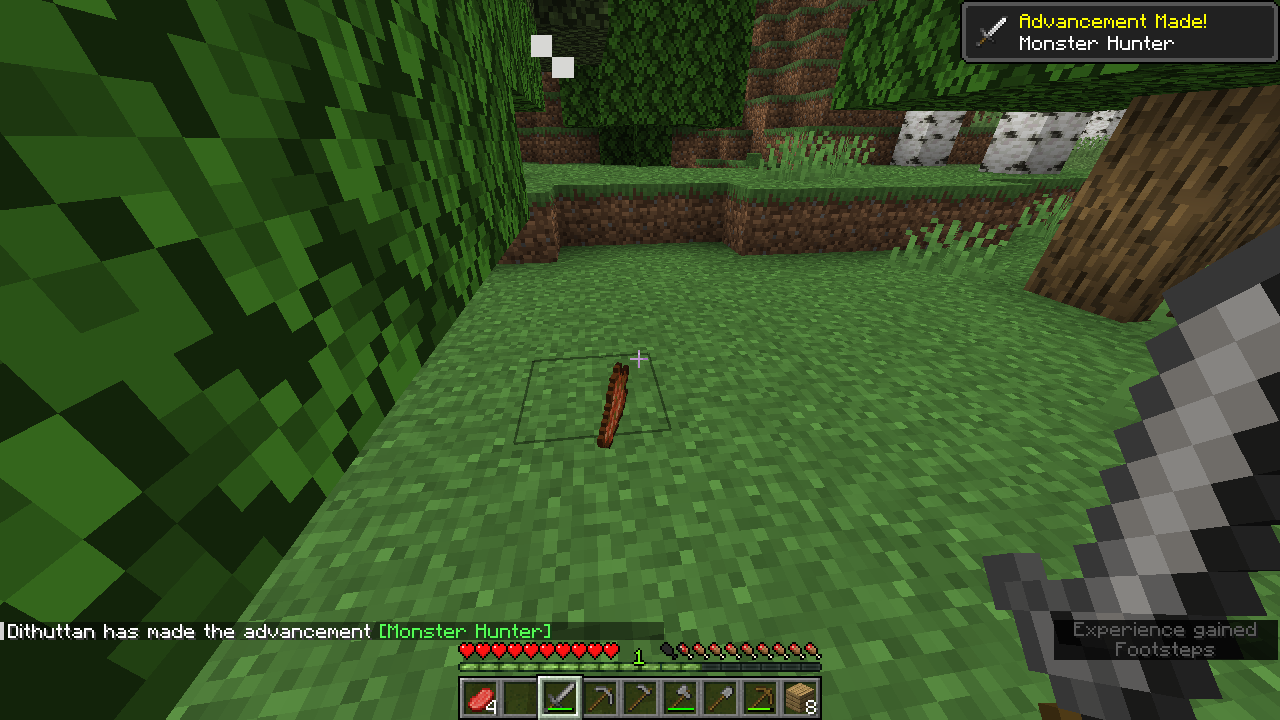 Advancement Made!
Monster Hunter
Dithuttan has made the advancement [Monster Hunter]
1
Experience gained
Footsteps
4
8